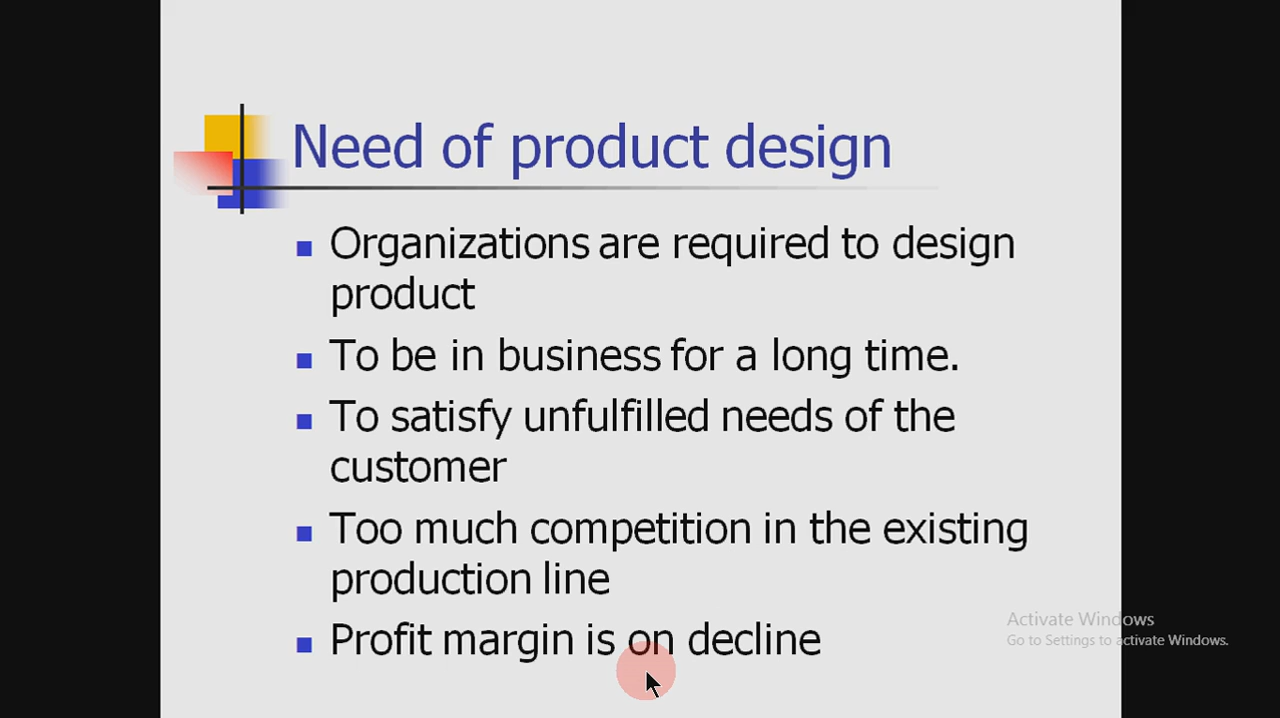 Need of product design
Organizations are required to design
product
To be in business for a long time.
To satisfy unfulfilled needs of the
customer
Too much competition in the existing
production line
Profit margin is on decline
Activate Windows
Go to Settings to activate Windows.